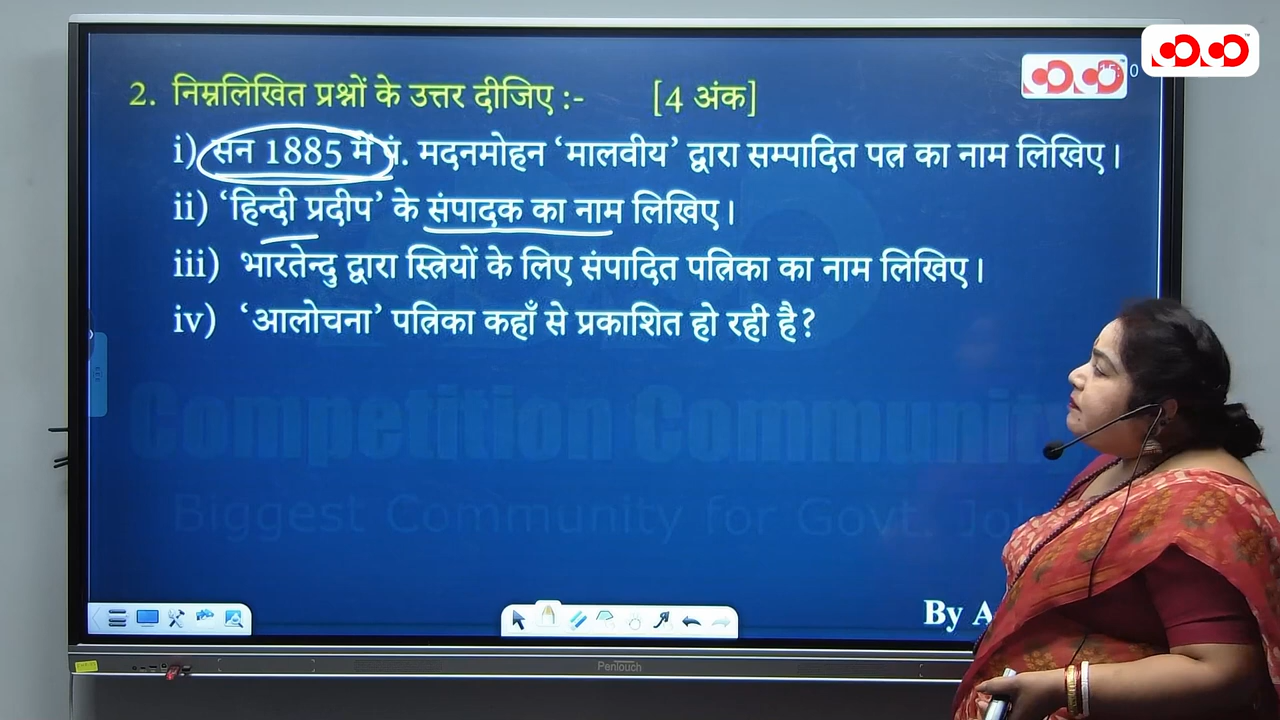 2. निम्नलिखित प्रश्नों के उत्तर दीजिए :- [4 अंक]
i) सन 1885 में पं. मदनमोहन ‘मालवीय’ द्वारा सम्पादित पत्र का नाम लिखिए।
ii) ‘हिन्दी प्रदीप’ के संपादक का नाम लिखिए।
iii) भारतेन्दु द्वारा स्त्रियों के लिए संपादित पत्रिका का नाम लिखिए।
iv) ‘आलोचना’ पत्रिका कहाँ से प्रकाशित हो रही है?
Competition Community
Biggest Community for Govt.
By
Pentouch